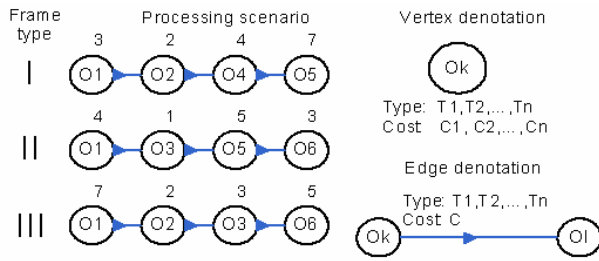 Frame type
Processing scenario
Vertex denotation
3 2 4 7
I O1 O2 O4 O5
Ok
Type: T1,T2,...,Tn
Cost: C1, C2,...,Cn
4 1 5 3
II O1 O3 O5 O6
Edge denotation
7 2 3 5
III O1 O2 O3 O6
Type: T1,T2,...,Tn
Cost: C
Ok Ol